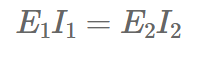 E₁I₁ = E₂I₂